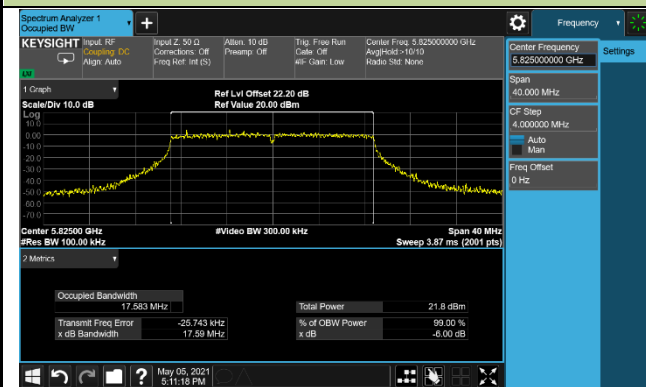 Spectrum Analyzer 1
Occupied BW
+
Frequency
KEYSIGHT
Input: RF
Coupling: DC
Align: Auto
Input Z: 50 Ω
Corrections: Off
Freq Ref: Int (S)
Atten: 10 dB
Preamp: Off
Trig: Free Run
Gate: Off
#IF Gain: Low
Center Freq: 5.825000000 GHz
Avg|Hold:>10/10
Radio Std: None
Center Frequency
5.825000000 GHz
Settings
Span
40.000 MHz
CF Step
4.000000 MHz
Auto
Man
Freq Offset
0 Hz
1 Graph
Scale/Div 10.0 dB
Ref Lvl Offset 22.20 dB
Ref Value 20.00 dBm
Log
10.0
0.00
-10.0
-20.0
-30.0
-40.0
-50.0
-60.0
-70.0
Center 5.82500 GHz
#Video BW 300.00 kHz
Span 40 MHz
#Res BW 100.00 kHz
Sweep 3.87 ms (2001 pts)
2 Metrics
Occupied Bandwidth
17.583 MHz
Total Power 21.8 dBm
Transmit Freq Error -25.743 kHz
% of OBW Power 99.00 %
x dB Bandwidth 17.59 MHz
x dB -6.00 dB
?
May 05, 2021
5:11:18 PM